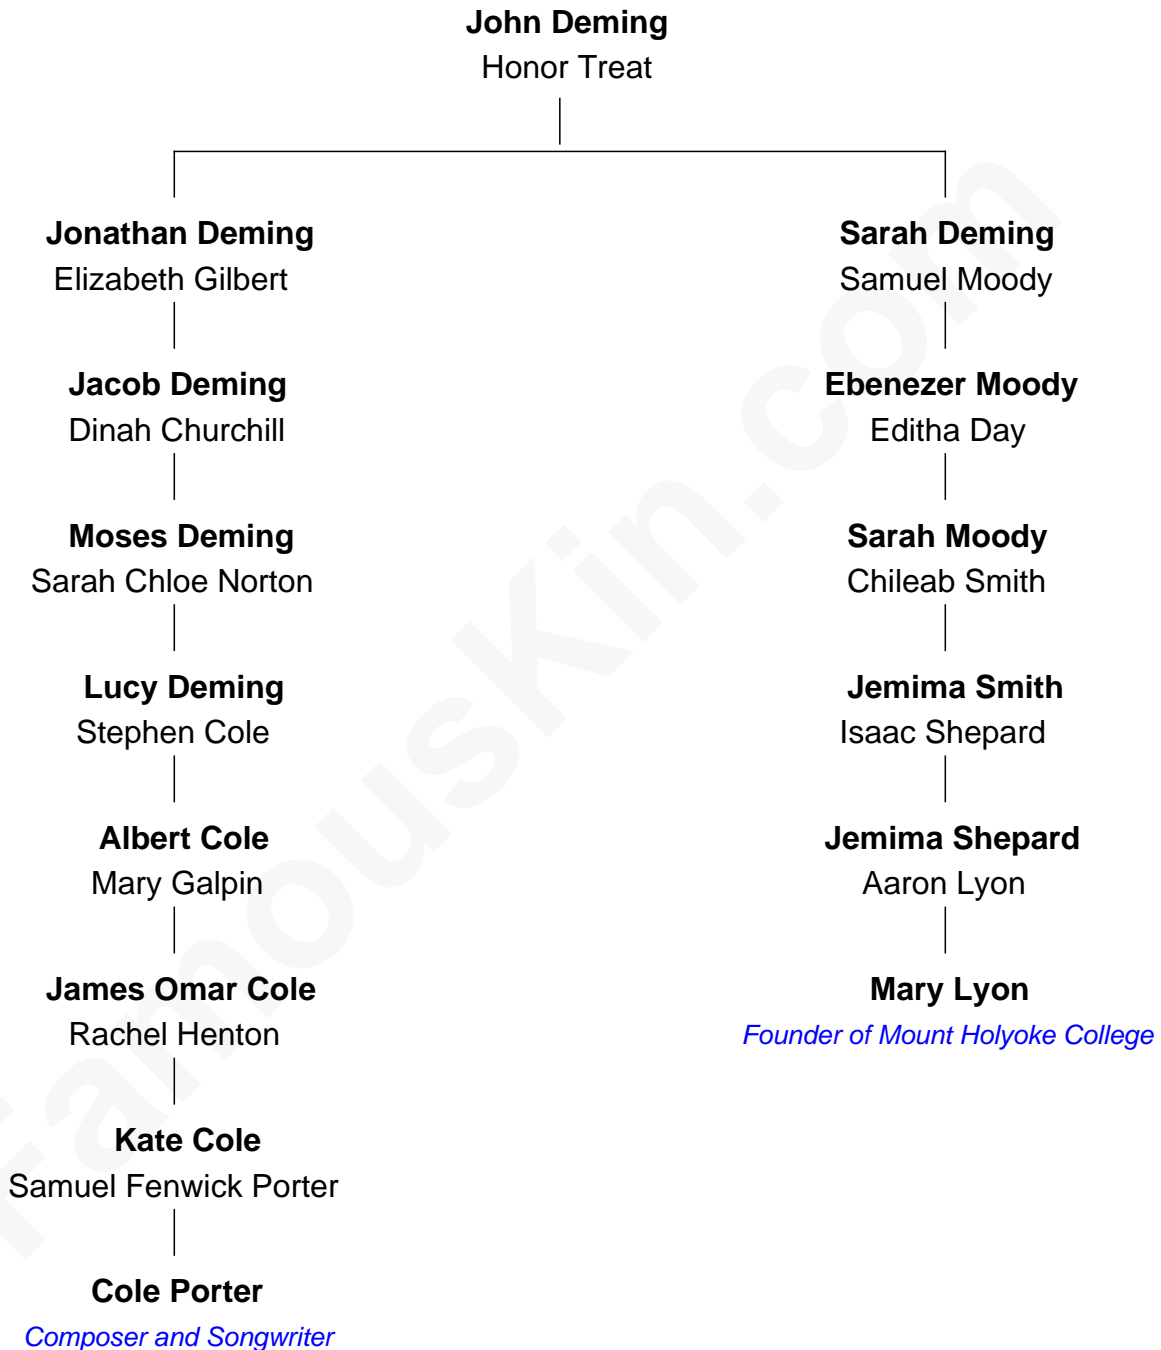 John Deming
Honor Treat
Jonathan Deming
Elizabeth Gilbert
Jacob Deming
Dinah Churchill
Moses Deming
Sarah Chloe Norton
Lucy Deming
Stephen Cole
Albert Cole
Mary Galpin
James Omar Cole
Rachel Henton
Kate Cole
Samuel Fenwick Porter
Cole Porter
Composer and Songwriter
Sarah Deming
Samuel Moody
Ebenezer Moody
Editha Day
Sarah Moody
Chileab Smith
Jemima Smith
Isaac Shepard
Jemima Shepard
Aaron Lyon
Mary Lyon
Founder of Mount Holyoke College
FamousKin.com